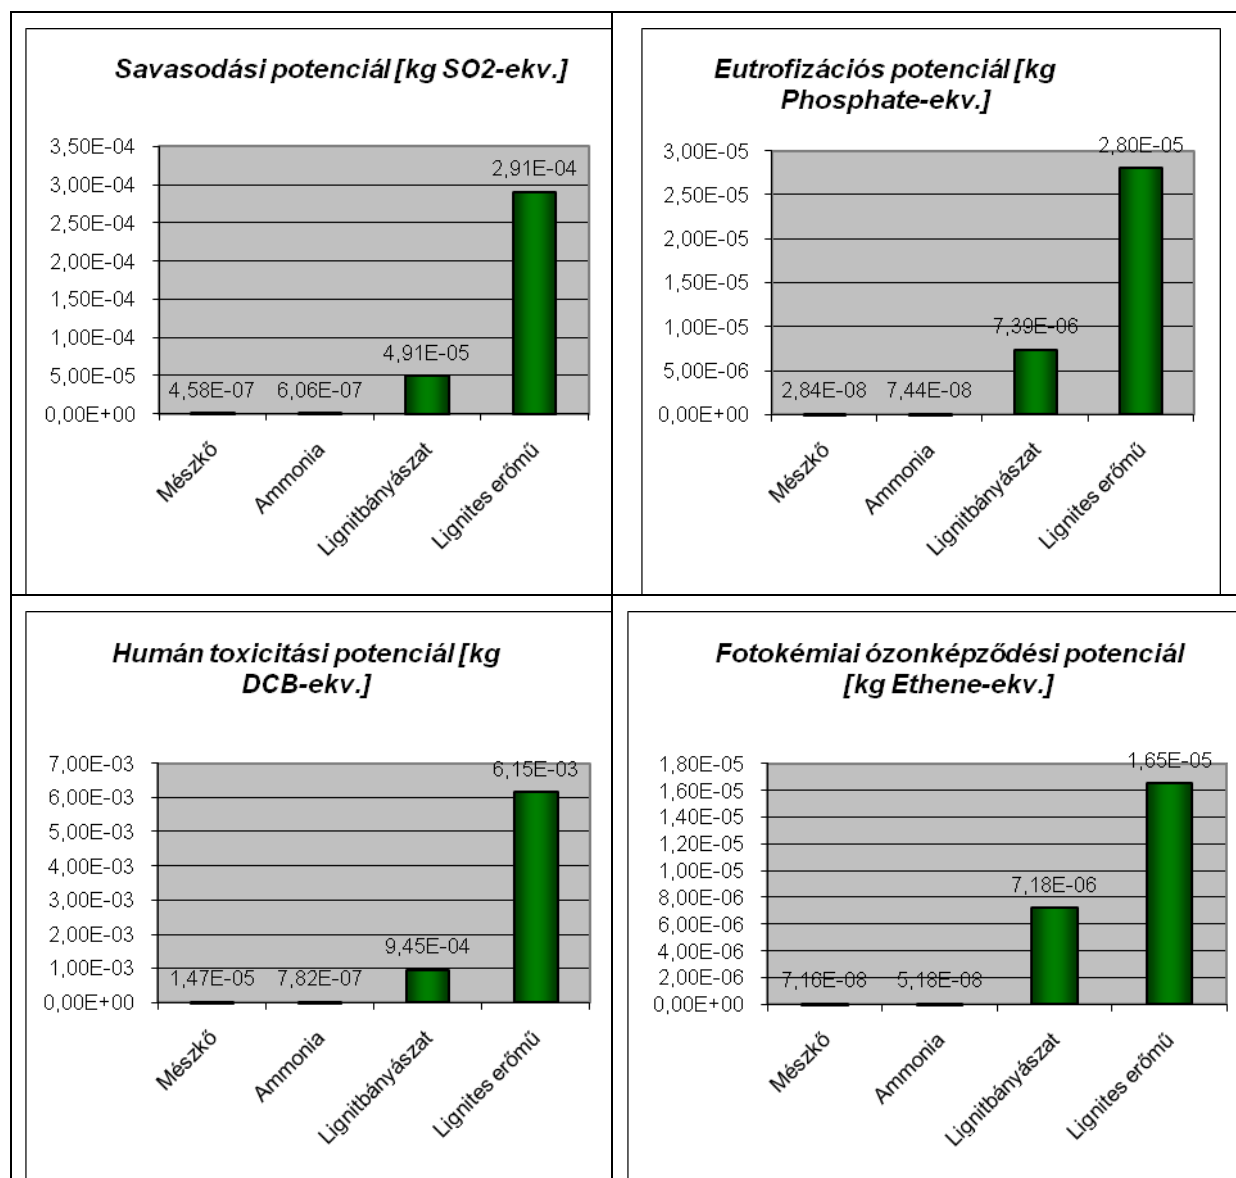 Savasodási potenciál [kg SO2-ekv.]
3,50E-04
3,00E-04
2,50E-04
2,00E-04
1,50E-04
1,00E-04
5,00E-05
0,00E+00
4,58E-07
6,06E-07
4,91E-05
2,91E-04
Mészkő
Ammonia
Lignitbányászat
Lignites erőmű
Eutrofizációs potenciál [kg
Phosphate-ekv.]
3,00E-05
2,50E-05
2,00E-05
1,50E-05
1,00E-05
5,00E-06
0,00E+00
2,84E-08
7,44E-08
7,39E-06
2,80E-05
Mészkő
Ammonia
Lignitbányászat
Lignites erőmű
Humán toxicitási potenciál [kg
DCB-ekv.]
7,00E-03
6,00E-03
5,00E-03
4,00E-03
3,00E-03
2,00E-03
1,00E-03
0,00E+00
1,47E-05
7,82E-07
9,45E-04
6,15E-03
Mészkő
Ammonia
Lignitbányászat
Lignites erőmű
Fotokémiai ózonképződési potenciál
[kg Ethene-ekv.]
1,80E-05
1,60E-05
1,40E-05
1,20E-05
1,00E-05
8,00E-06
6,00E-06
4,00E-06
2,00E-06
0,00E+00
7,16E-08
5,18E-08
7,18E-06
1,65E-05
Mészkő
Ammonia
Lignitbányászat
Lignites erőmű